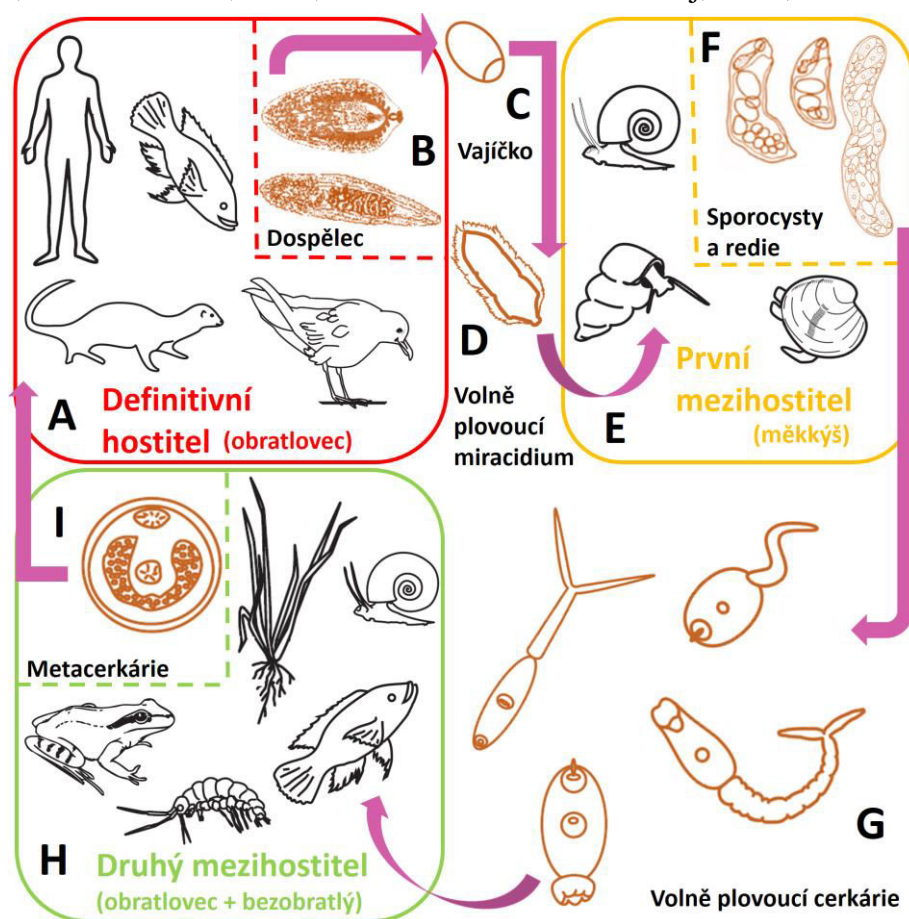 B
Dospělec
A
Definitivní
hostitel (obratlovec)
C
Vajíčko
D
Volně
plovoucí
miracidium
F
Sporocysty
a redie
E
První
mezihostitel
(měkkýš)
I
Metacerkárie
H
Druhý mezihostitel
(obratlovec + bezobratlý)
G
Volně plovoucí cerkárie